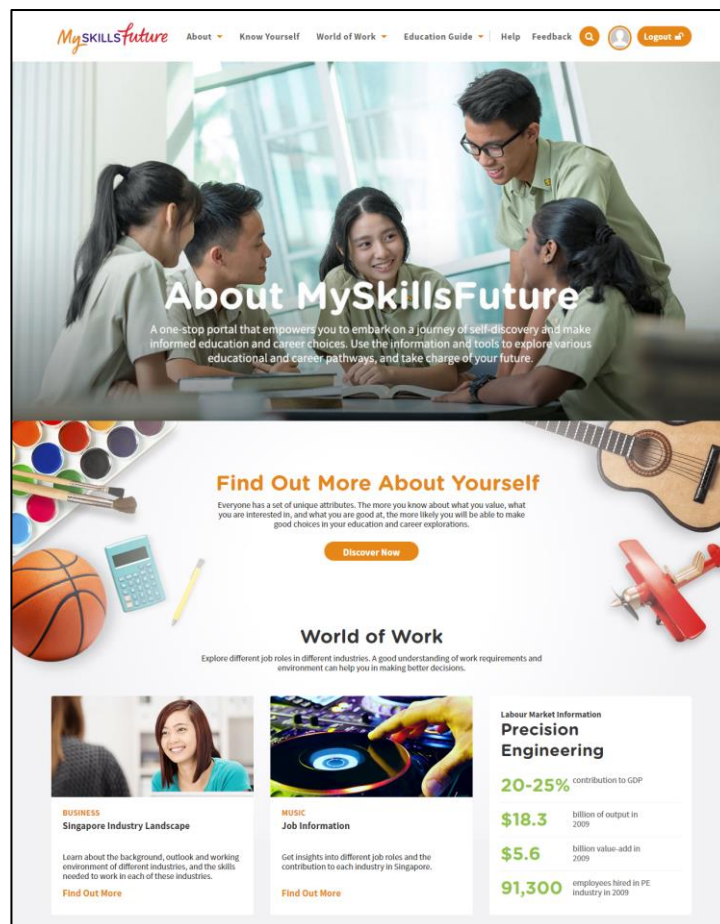 MySKILLSfuture
About
Know Yourself
World of Work
Education Guide
Help
Feedback
Logout
About MySkillsFuture
A one-stop portal that empowers you to embark on a journey of self-discovery and make
informed education and career choices. Use the information and tools to explore various
educational and career pathways, and take charge of your future.
Find Out More About Yourself
Everyone has a set of unique attributes. The more you know about what you value, what
you are interested in, and what you are good at, the more likely you will be able to make
good choices in your education and career explorations.
Discover Now
World of Work
Explore different job roles in different industries. A good understanding of work requirements and
environment can help you in making better decisions.
BUSINESS
Singapore Industry Landscape
Learn about the background, outlook and working
environment of different industries, and the skills
needed to work in each of these industries.
Find Out More
MUSIC
Job Information
Get insights into different job roles and the
contribution to each industry in Singapore.
Find Out More
Labour Market Information
Precision
Engineering
20-25% contribution to GDP
$18.3 billion of output in
2009
$5.6 billion value-add in
2009
91,300 employees hired in PE
industry in 2009